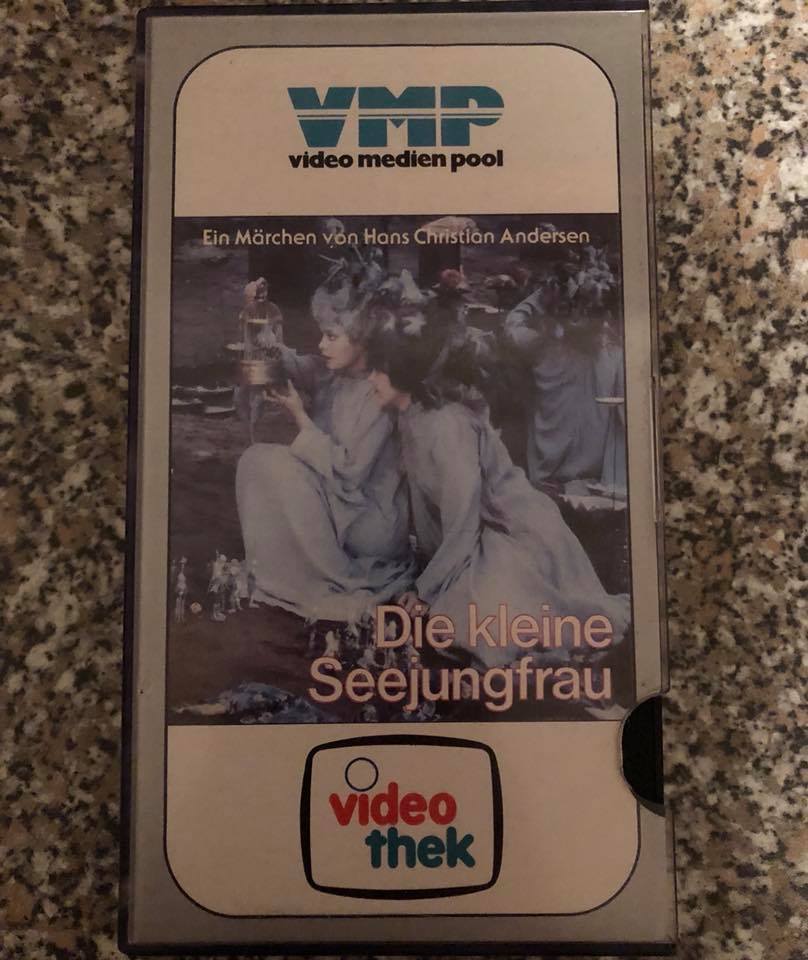 VMP
video medien pool
Ein Märchen von Hans Christian Andersen
Die kleine
Seejungfrau
video
thek